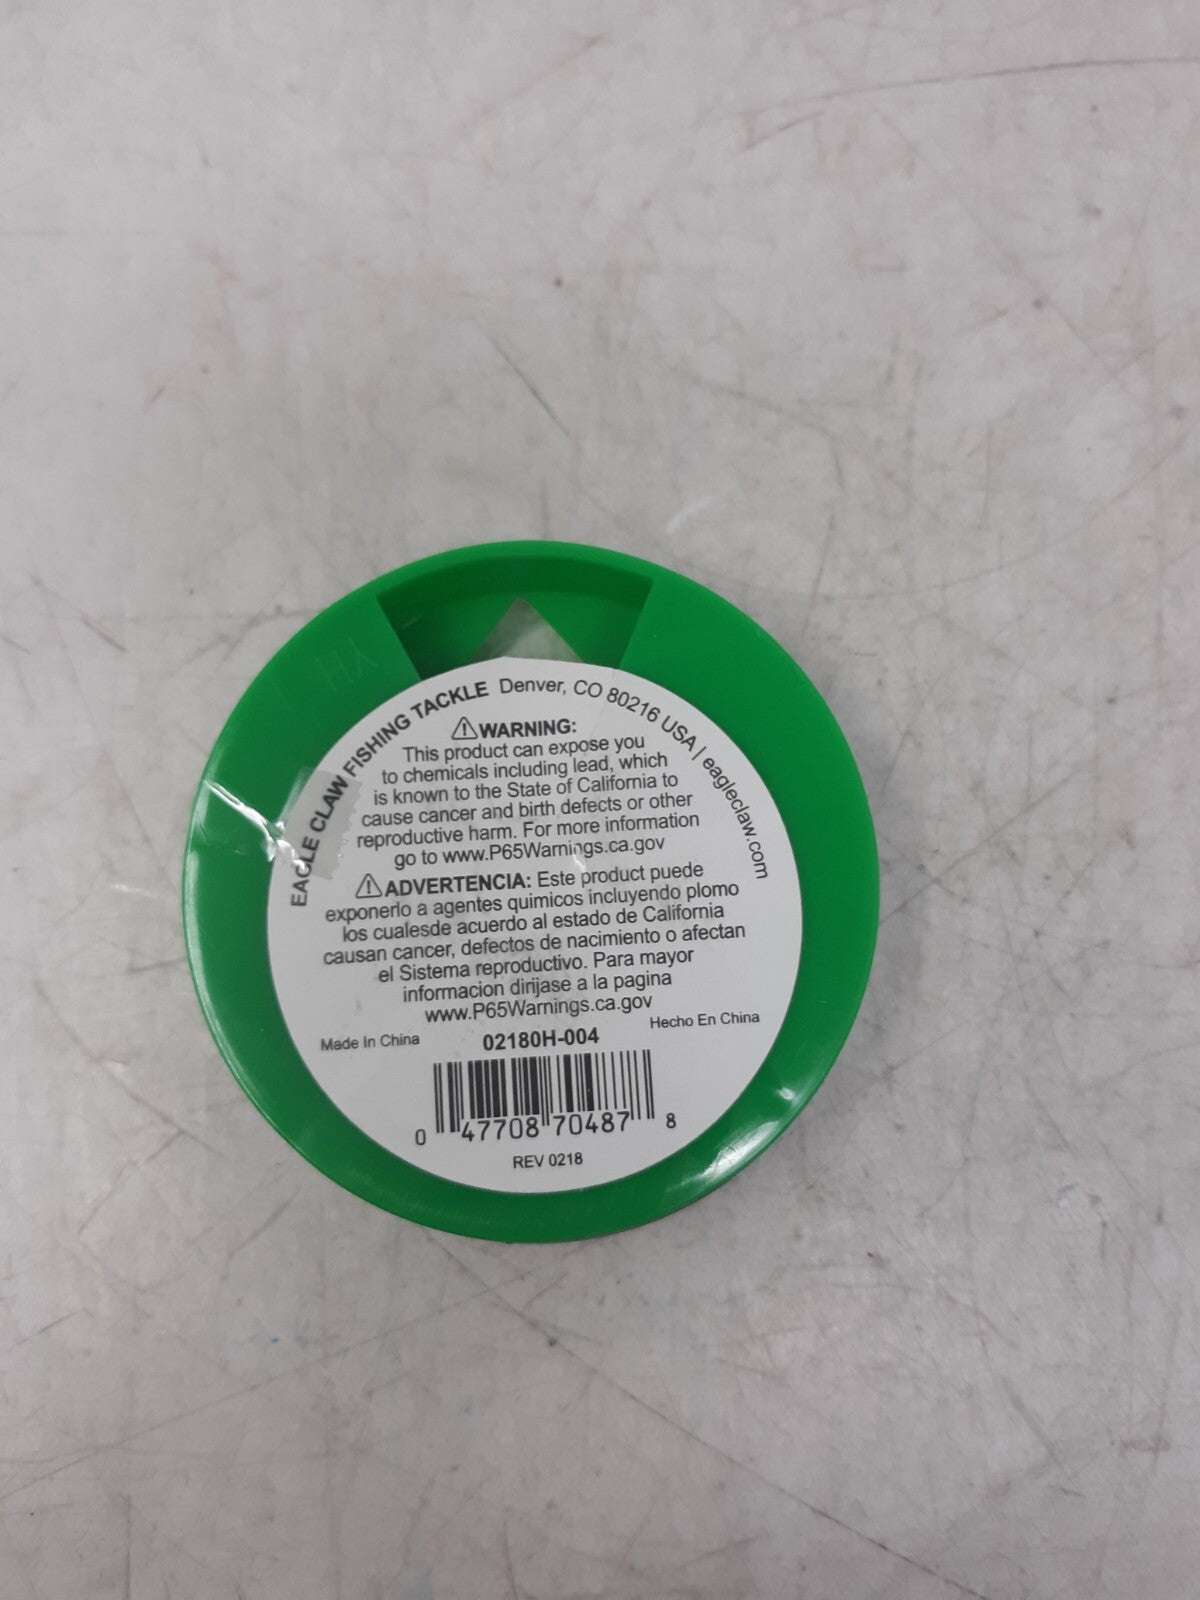 EAGLE CLAW FISHING TACKLE Denver, CO 80216 USA | eagleclaw.com
⚠WARNING:
This product can expose you
to chemicals including lead, which
is known to the State of California to
cause cancer and birth defects or other
reproductive harm. For more information
go to www.P65Warnings.ca.gov
⚠ADVERTENCIA: Este product puede
exponerlo a agentes quimicos incluyendo plomo
los cualesde acuerdo al estado de California
causan cancer, defectos de nacimiento o afectan
el Sistema reproductivo. Para mayor
informacion dirijase a la pagina
www.P65Warnings.ca.gov
Made In China 02180H-004 Hecho En China
0 47708 70487 8
REV 0218
YH